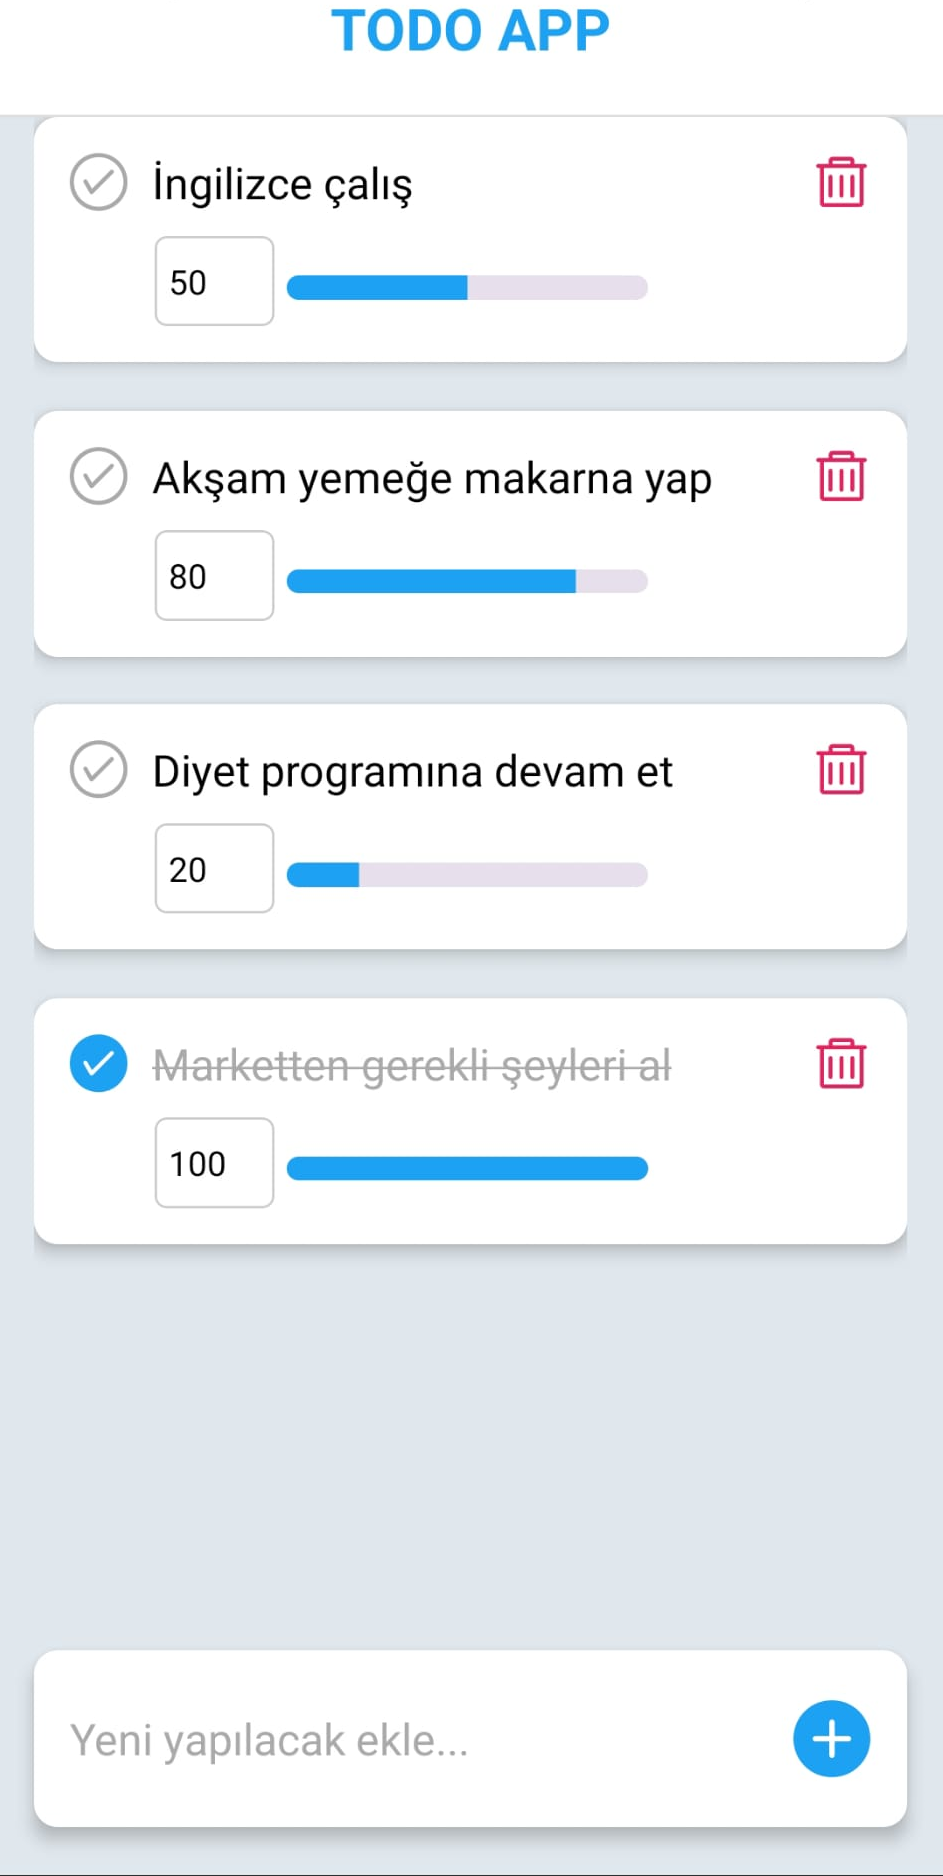 TODO APP
İngilizce çalış
50
Akşam yemeğe makarna yap
80
Diyet programına devam et
20
Marketten gerekli şeyleri al
100
Yeni yapılacak ekle...